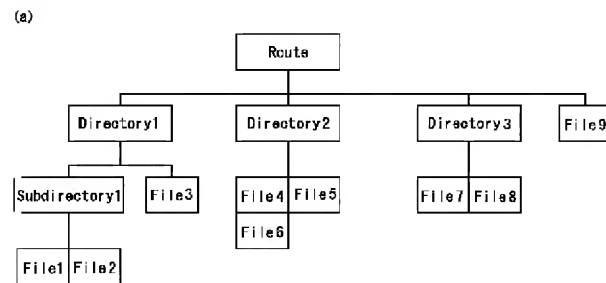 (a)
Route
Directory1 Directory2 Directory3 File9
Subdirectory1 File3 File4 File5 File7 File8
File6
File1 File2